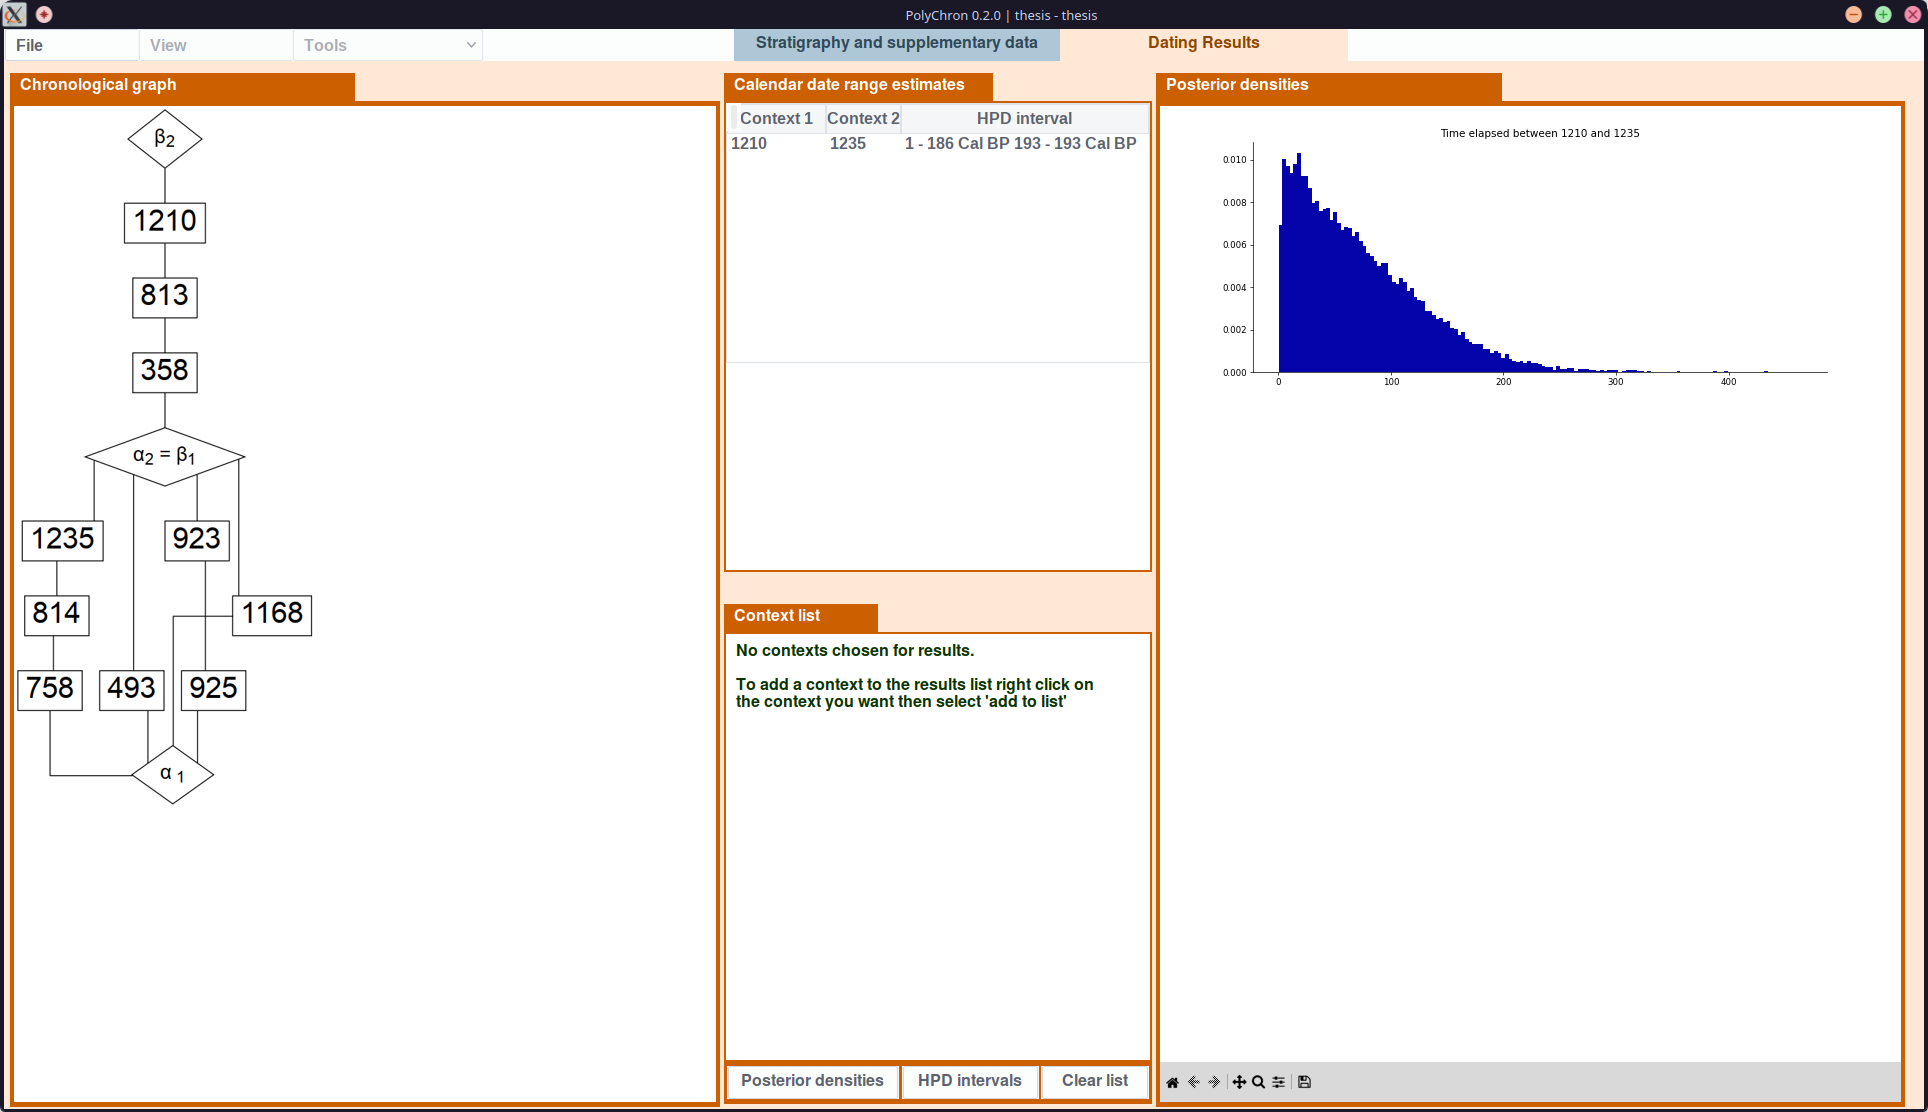 PolyChron 0.2.0 | thesis - thesis
File
View
Tools
Stratigraphy and supplementary data
Dating Results
Chronological graph
β2
1210
813
358
α2 = β1
1235
923
814
1168
758
493
925
α 1
Calendar date range estimates
Context 1 Context 2 HPD interval
1210 1235 1 - 186 Cal BP 193 - 193 Cal BP
Context list
No contexts chosen for results.
To add a context to the results list right click on
the context you want then select 'add to list'
Posterior densities
HPD intervals
Clear list
Posterior densities
Time elapsed between 1210 and 1235
0.010
0.008
0.006
0.004
0.002
0.000
0 100 200 300 400